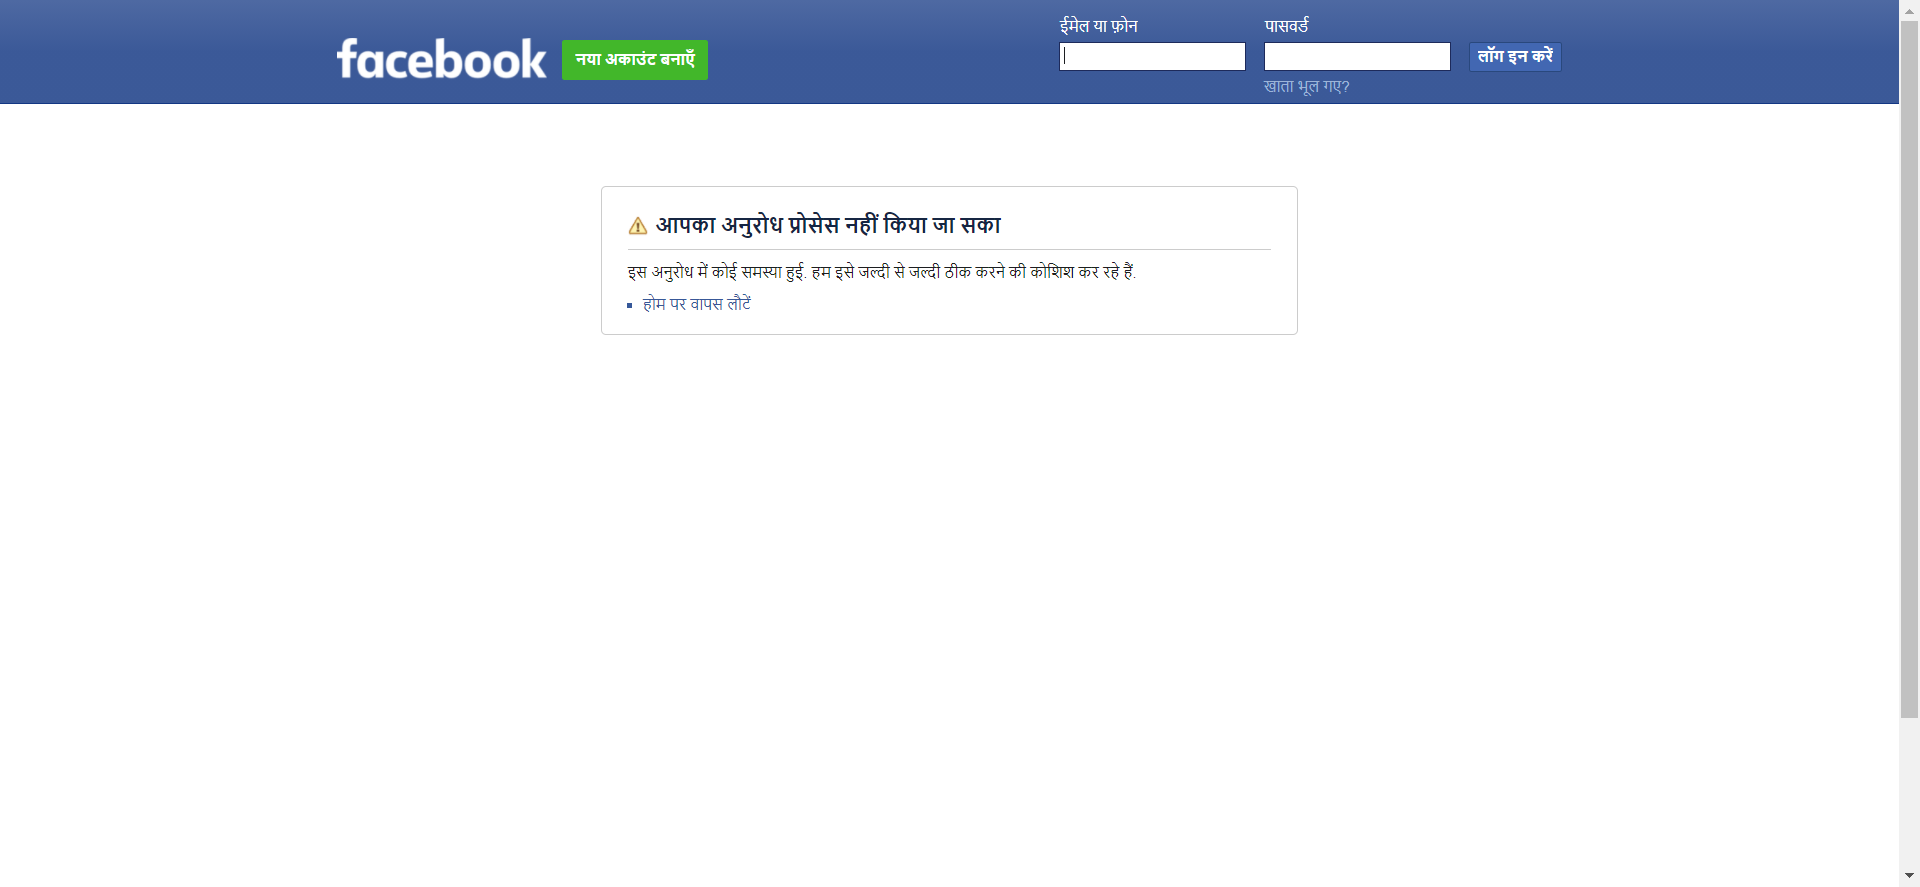 facebook
नया अकाउंट बनाएँ
ईमेल या फ़ोन
पासवर्ड
लॉग इन करें
खाता भूल गए?
आपका अनुरोध प्रोसेस नहीं किया जा सका
इस अनुरोध में कोई समस्या हुई. हम इसे जल्दी से जल्दी ठीक करने की कोशिश कर रहे हैं.
होम पर वापस लौटें